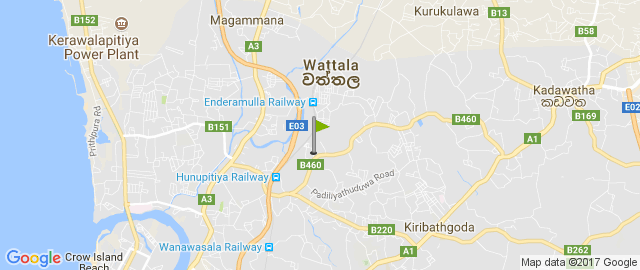 B152
Magammana
Kurukulawa
B13
B58
Kerawalapitiya
Power Plant
A3
Wattala
වත්තල
Kadawatha
කඩවත
Enderamulla Railway
E02
Prithipura Rd
B151
E03
B460
B169
A1
B460
Hunupitiya Railway
Padiliyathuduwa Road
A3
B220
Kiribathgoda
Wanawasala Railway
A1
B262
Crow Island
Beach
Google
Map data ©2017 Google